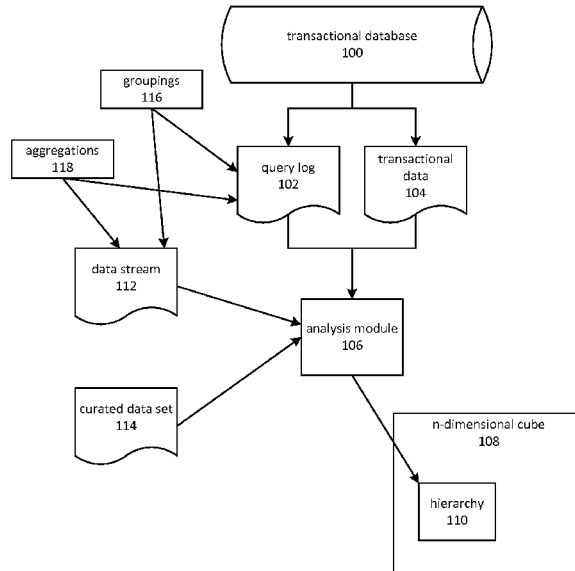 transactional database
100
groupings
116
aggregations
118
query log
102
transactional
data
104
data stream
112
analysis module
106
curated data set
114
n-dimensional cube
108
hierarchy
110